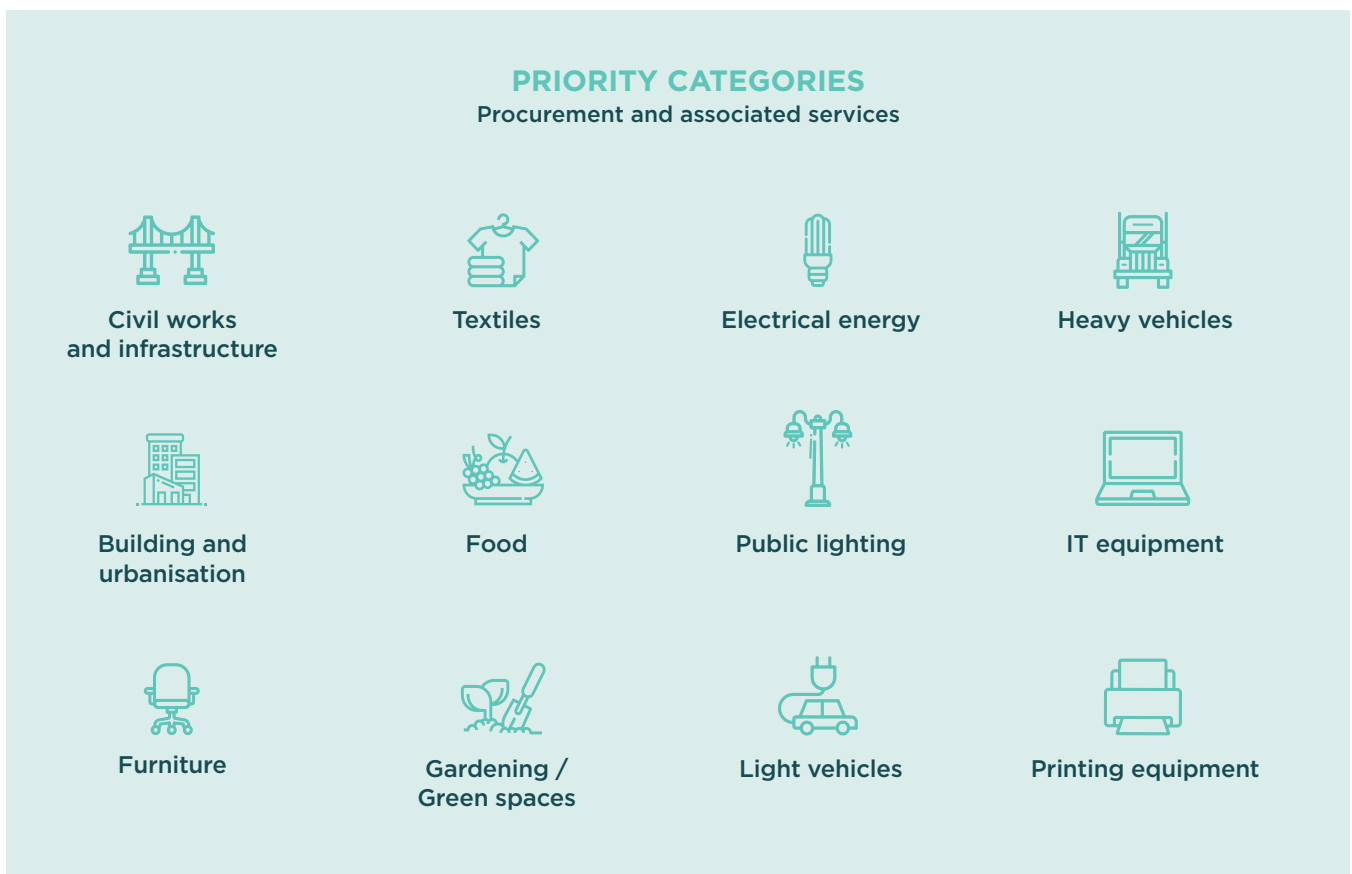 PRIORITY CATEGORIES
Procurement and associated services
Civil works
and infrastructure
Textiles
Electrical energy
Heavy vehicles
Building and
urbanisation
Food
Public lighting
IT equipment
Furniture
Gardening /
Green spaces
Light vehicles
Printing equipment